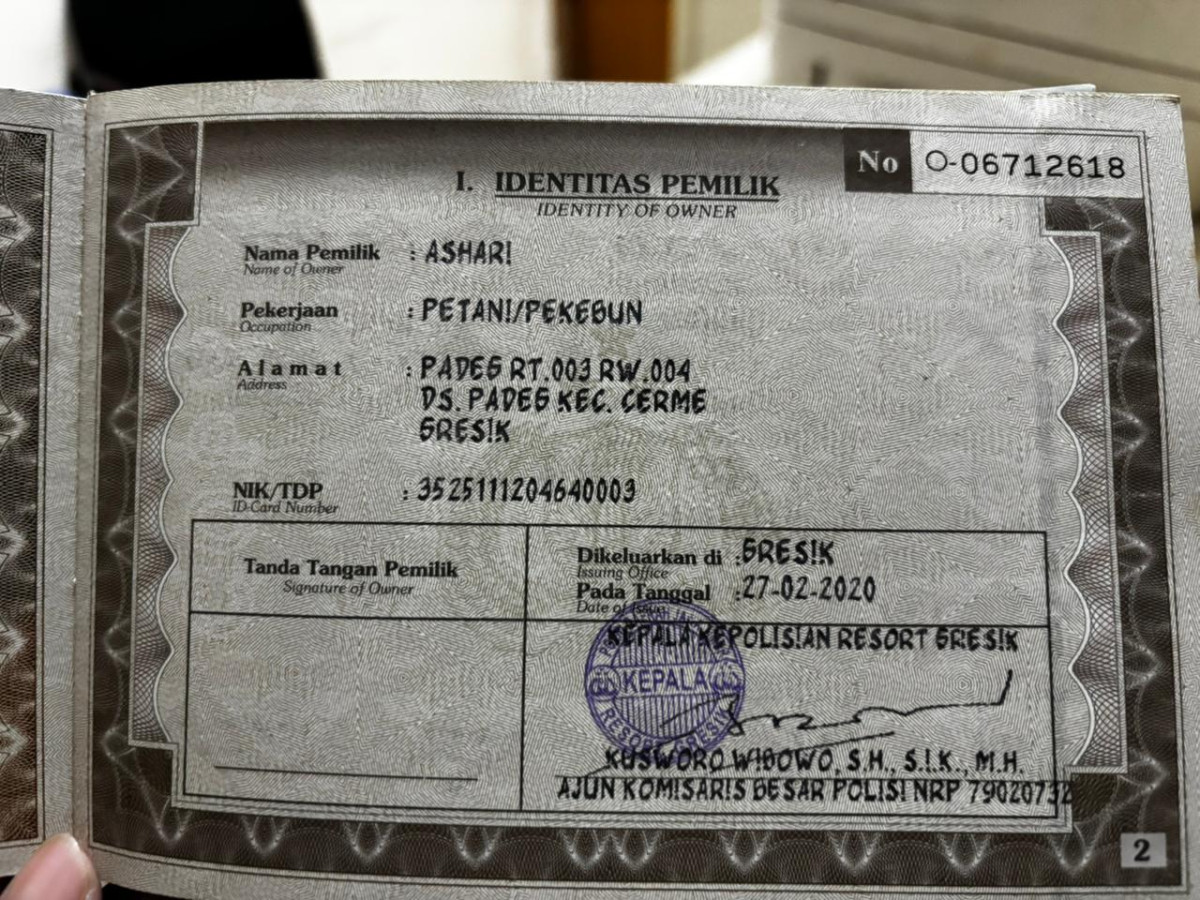 No O-06712618
I. IDENTITAS PEMILIK
IDENTITY OF OWNER
Nama Pemilik : ASHARI
Name of Owner
Pekerjaan : PETANI/PEKEBUN
Occupation
Alamat : PADEG RT.003 RW.004
Address
DS. PADEG KEC. CERME
GRESIK
NIK/TDP : 3525111204640003
ID-Card Number
Tanda Tangan Pemilik
Signature of Owner
Dikeluarkan di : GRESIK
Issuing Office
Pada Tanggal : 27-02-2020
Date of Issue
KEPALA KEPOLISIAN RESORT GRESIK
KEPALA
RESORT GRESIK
KUSWORO WIBOWO, S.H., S.I.K., M.H.
AJUN KOMISARIS BESAR POLISI NRP 79020732
2